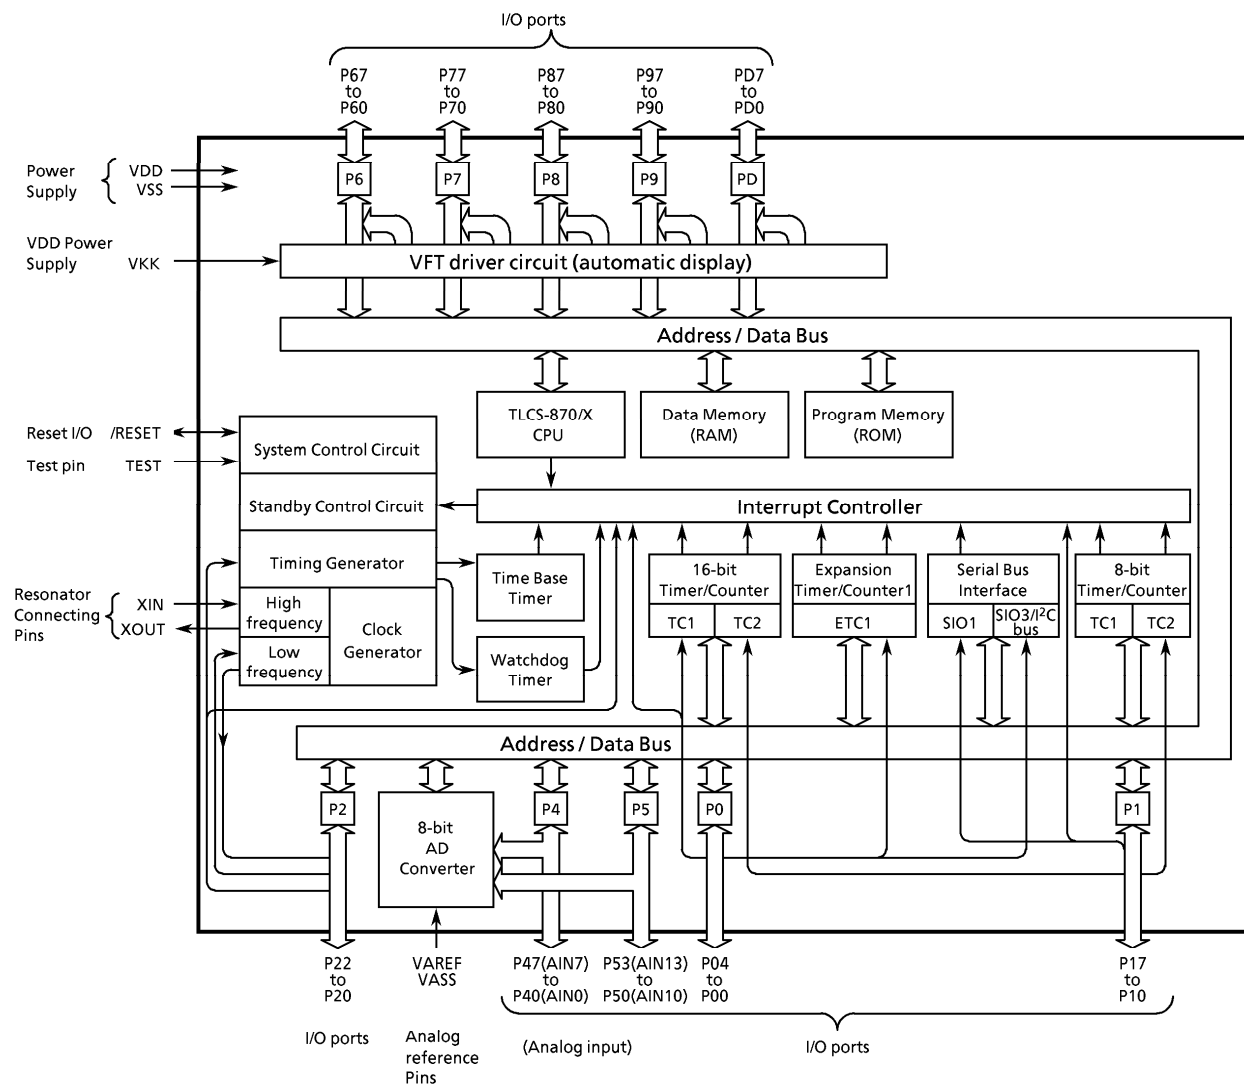 I/O ports
P67 to P60
P77 to P70
P87 to P80
P97 to P90
PD7 to PD0
Power Supply
VDD
VSS
P6
P7
P8
P9
PD
VDD Power Supply
VKK
VFT driver circuit (automatic display)
Address / Data Bus
TLCS-870/X CPU
Data Memory (RAM)
Program Memory (ROM)
Reset I/O
/RESET
Test pin
TEST
System Control Circuit
Standby Control Circuit
Interrupt Controller
Timing Generator
Time Base Timer
16-bit Timer/Counter
TC1
TC2
Expansion Timer/Counter1
ETC1
Serial Bus Interface
SIO1
SIO3/I²C bus
8-bit Timer/Counter
TC1
TC2
Resonator Connecting Pins
XIN
XOUT
High frequency
Low frequency
Clock Generator
Watchdog Timer
Address / Data Bus
P2
8-bit AD Converter
P4
P5
P0
P1
P22 to P20
VAREF
VASS
P47(AIN7) to P40(AIN0)
P53(AIN13) to P50(AIN10)
P04 to P00
P17 to P10
I/O ports
Analog reference Pins
(Analog input)
I/O ports